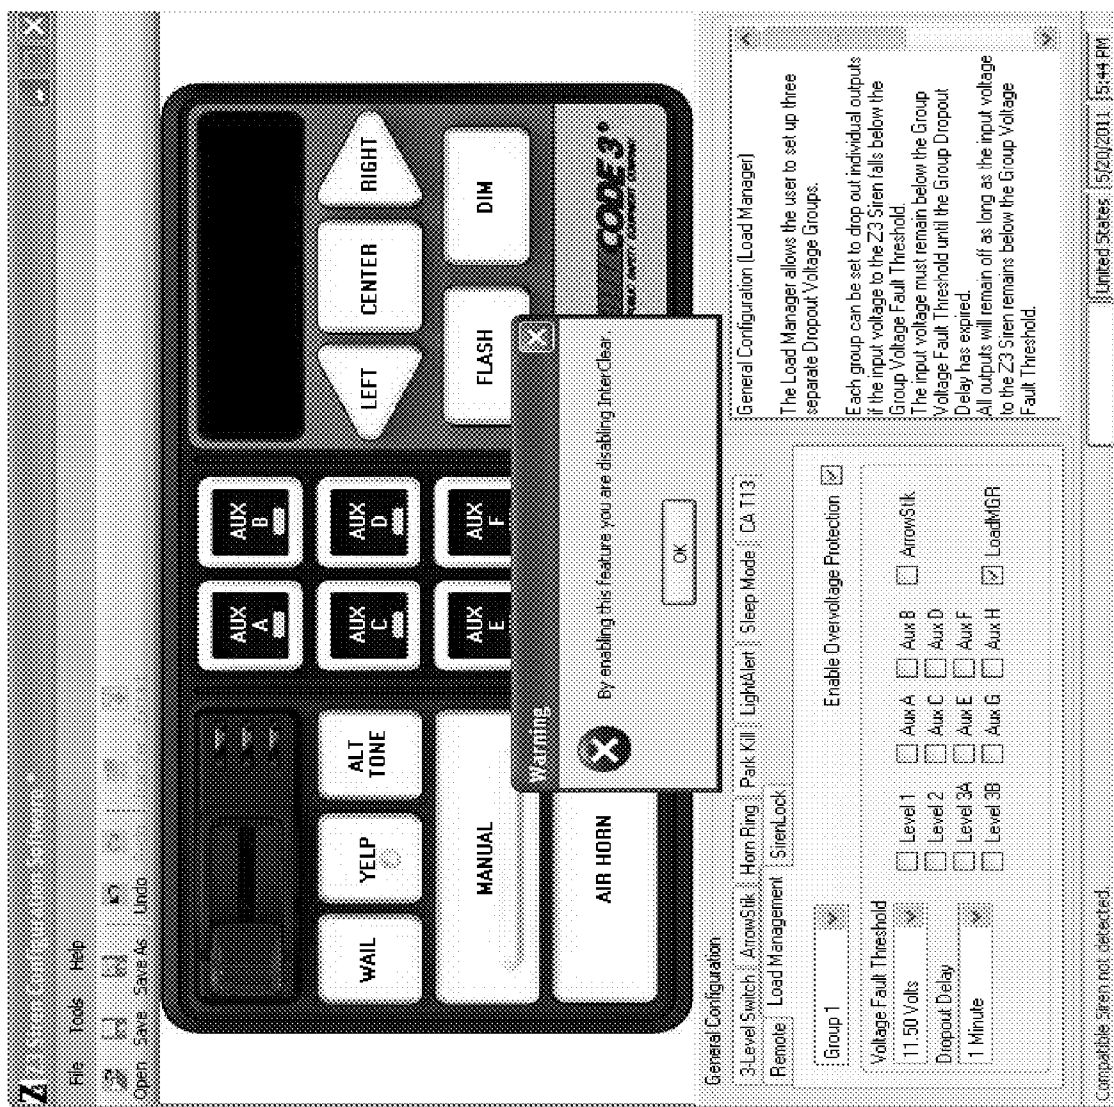 Z
File Tools Help
Open Save Save As Undo
WAIL
YELP
ALT
TONE
MANUAL
AIR HORN
AUX
A
AUX
B
AUX
C
AUX
D
AUX
E
AUX
F
LEFT
CENTER
RIGHT
FLASH
DIM
CODE 3®
PUBLIC SAFETY EQUIPMENT COMPANY
Warning
By enabling this feature you are disabling InterClear.
OK
General Configuration
3-Level Switch ArrowStik Horn Ring Park Kill LightAlert Sleep Mode CA T13
Remote Load Management SirenLock
Group 1
Enable Overvoltage Protection
Voltage Fault Threshold
11.50 Volts
Dropout Delay
1 Minute
Level 1 Aux A Aux B ArrowStik
Level 2 Aux C Aux D
Level 3A Aux E Aux F
Level 3B Aux G Aux H LoadMGR
General Configuration (Load Manager)
The Load Manager allows the user to set up three
separate Dropout Voltage Groups.
Each group can be set to drop out individual outputs
if the input voltage to the Z3 Siren falls below the
Group Voltage Fault Threshold.
The input voltage must remain below the Group
Voltage Fault Threshold until the Group Dropout
Delay has expired.
All outputs will remain off as long as the input voltage
to the Z3 Siren remains below the Group Voltage
Fault Threshold.
Compatible siren not detected.
United States 5/20/2011 5:44 PM